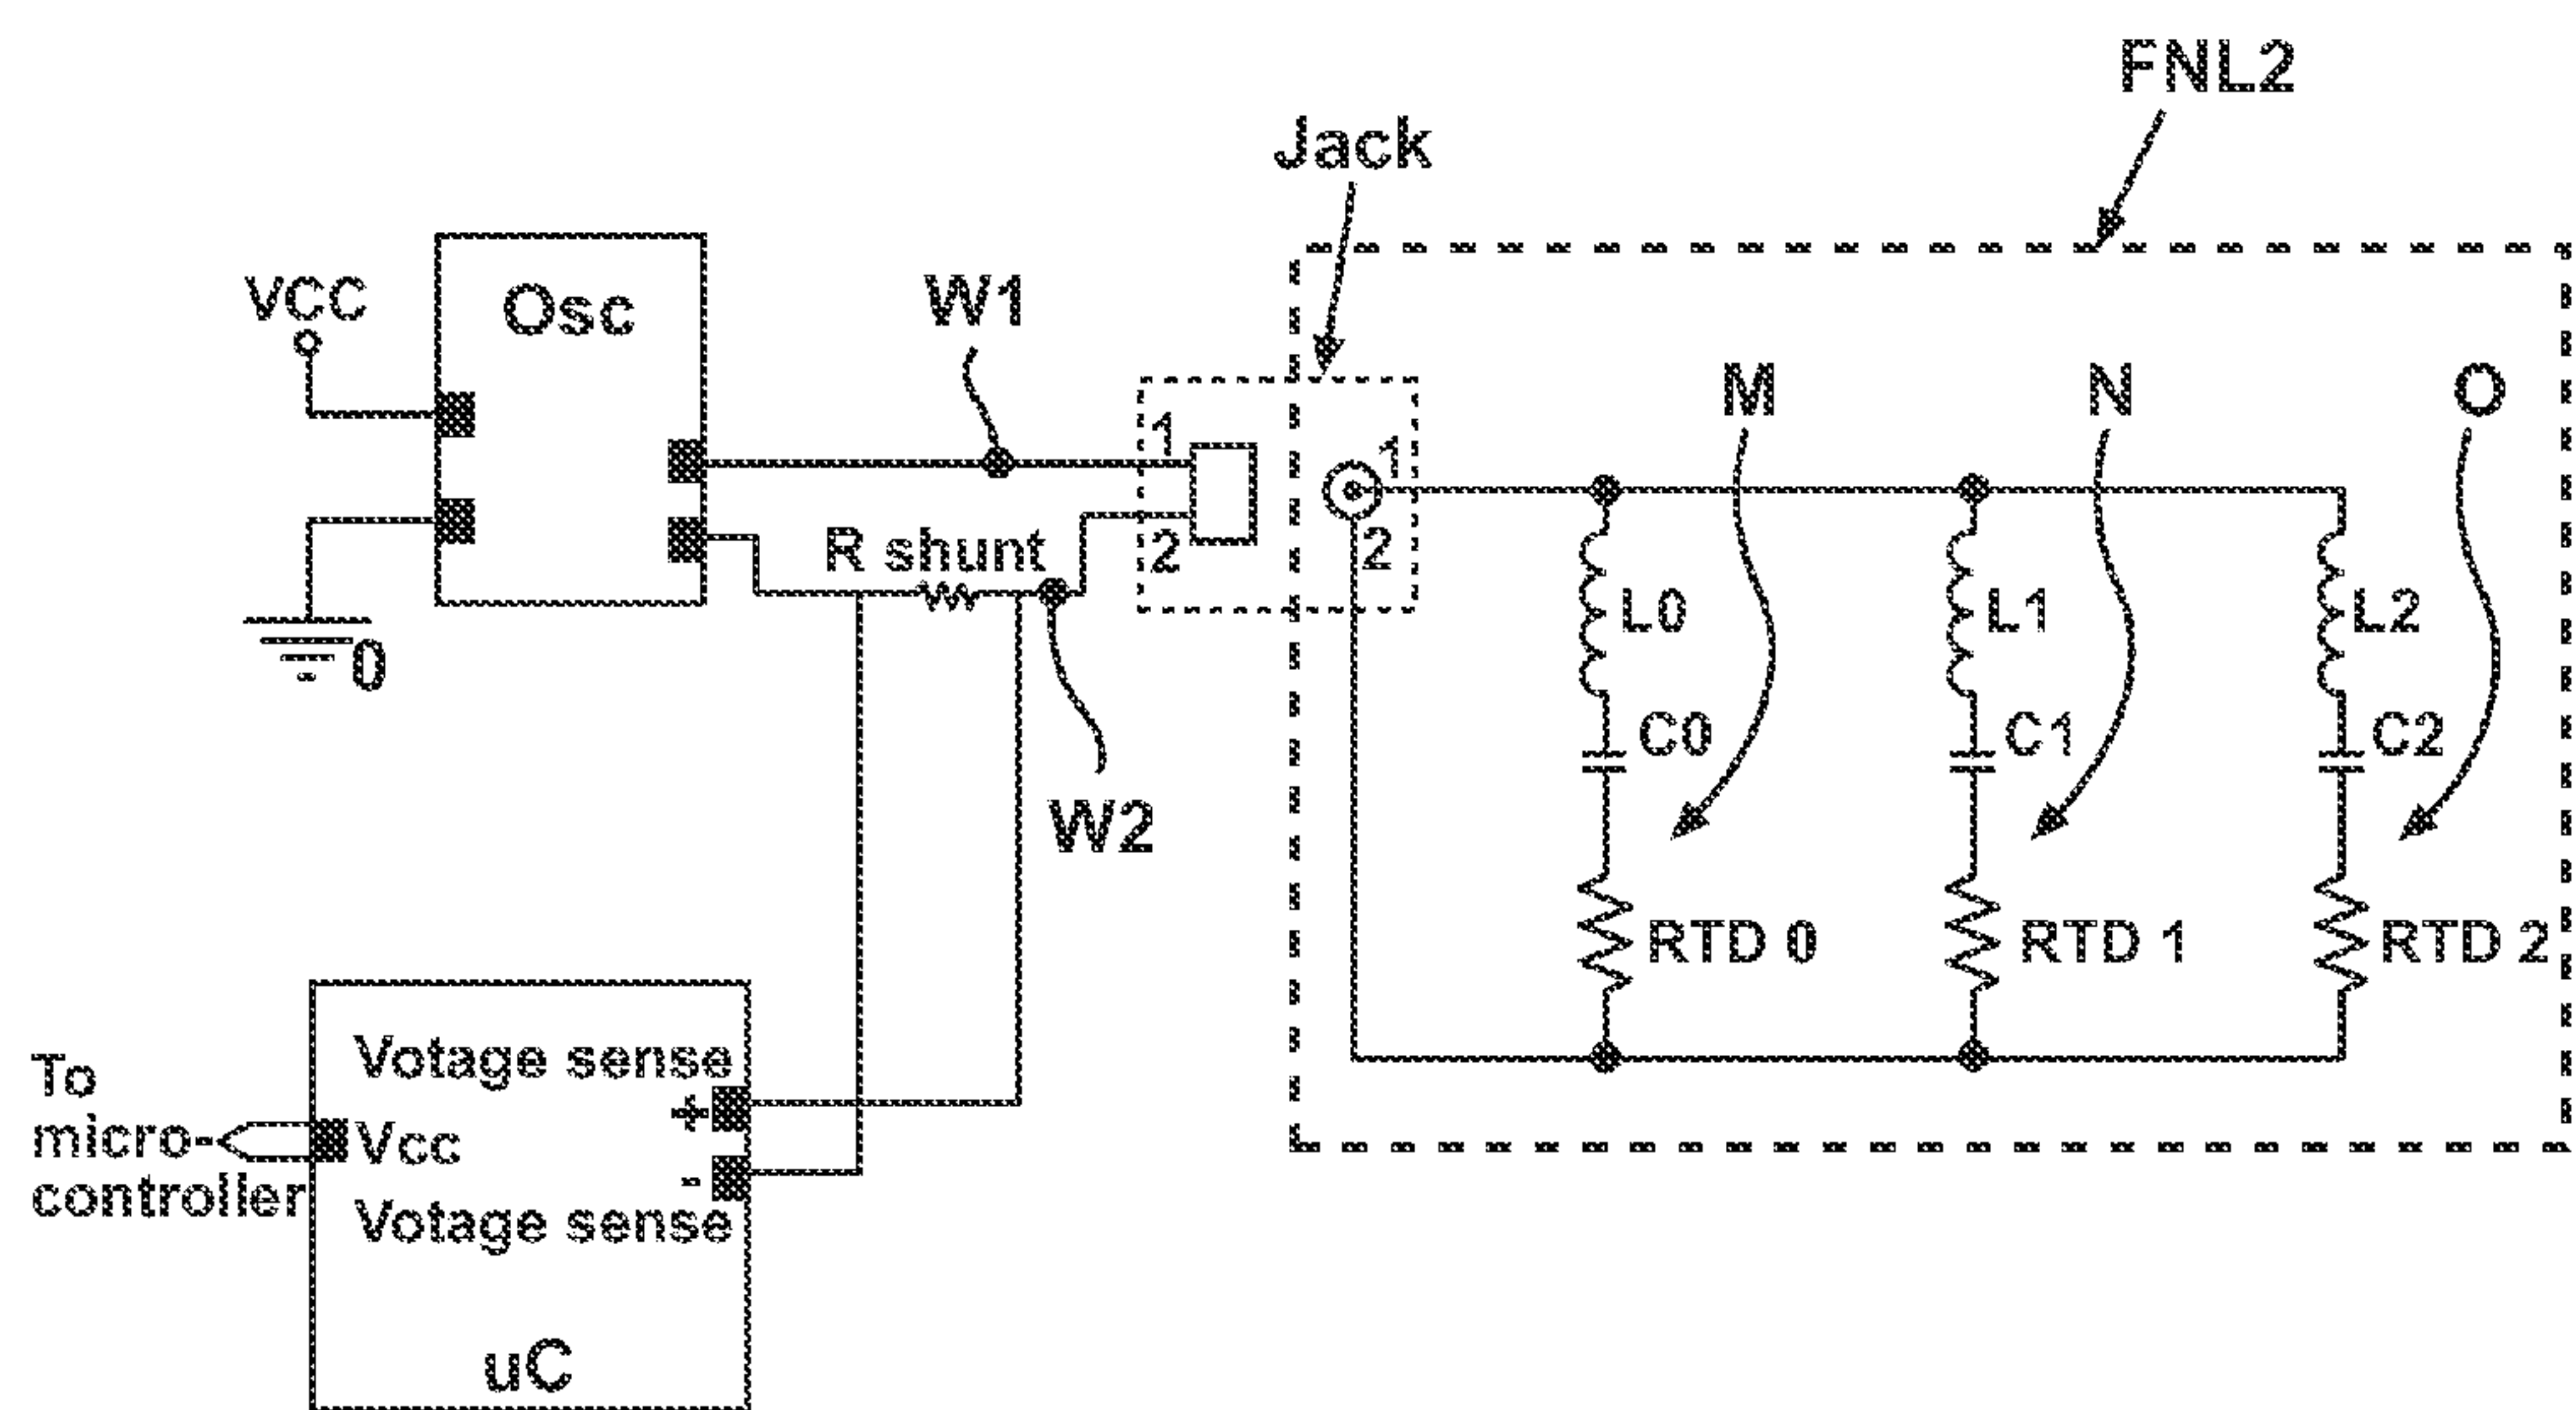 FNL2
Jack
VCC
Osc
W1
M
N
O
1
1
R shunt
2
2
L0
L1
L2
0
C0
C1
C2
W2
RTD 0
RTD 1
RTD 2
Votage sense
+
To
micro-
controller
Vcc
-
Votage sense
uC